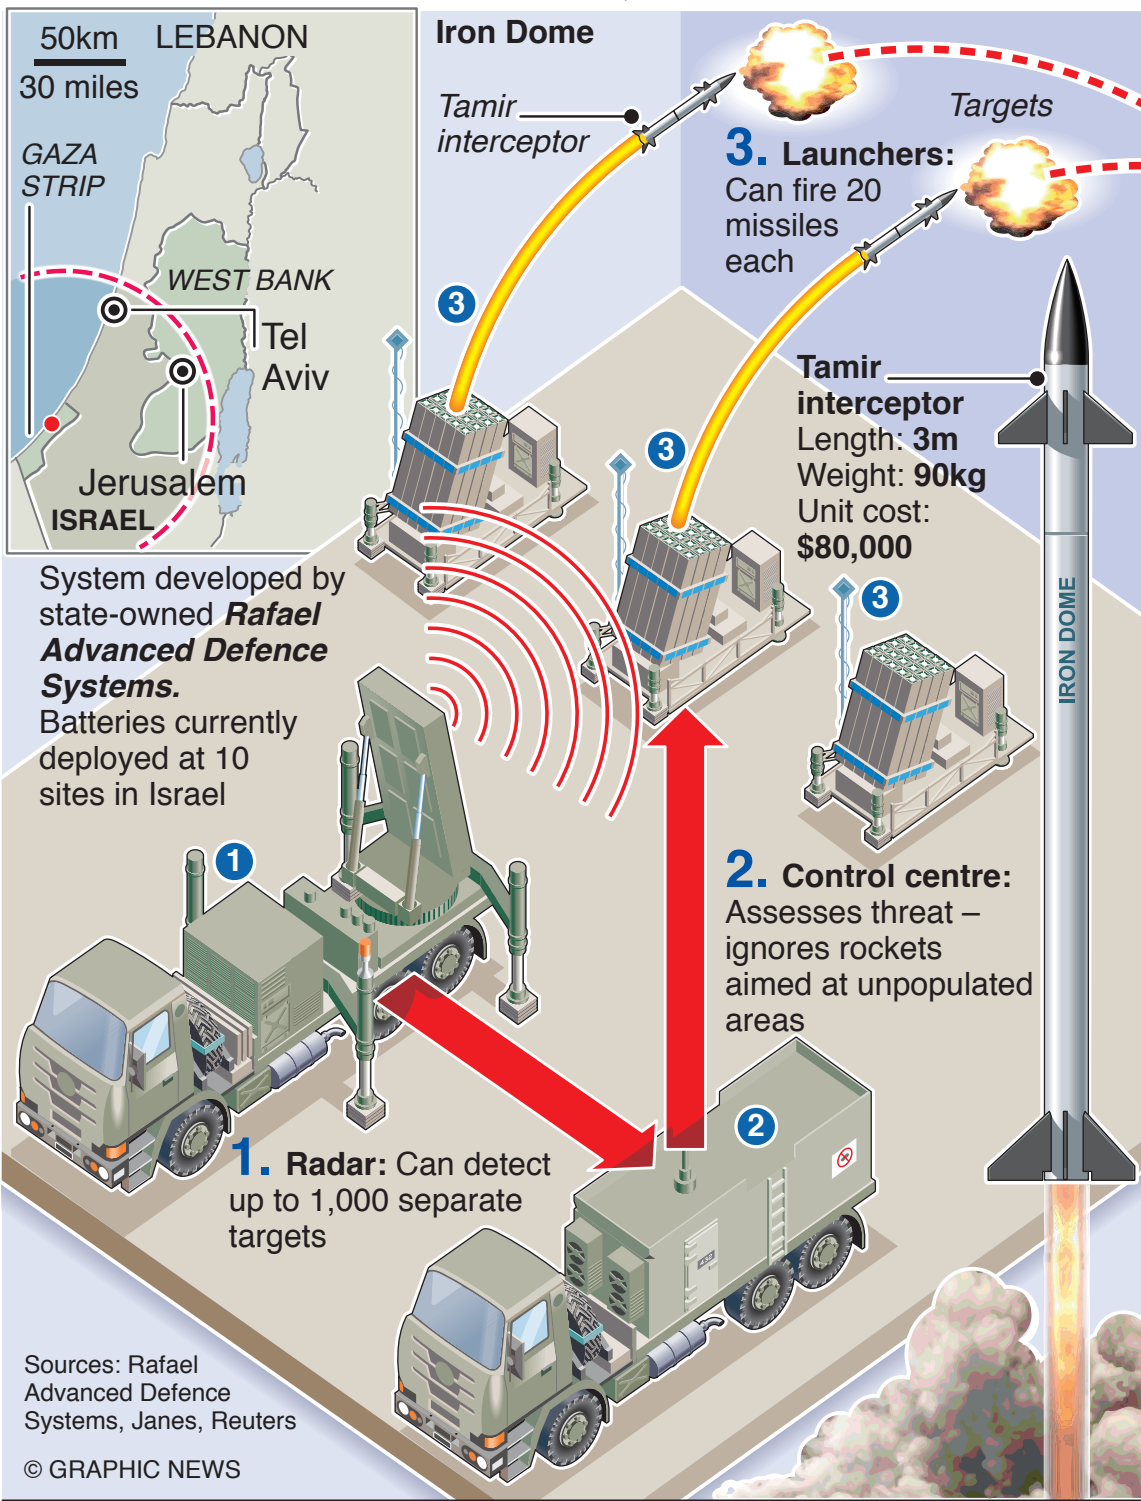 50km
30 miles
LEBANON
GAZA
STRIP
WEST BANK
Tel
Aviv
Jerusalem
ISRAEL
Iron Dome
Tamir
interceptor
Targets
3. Launchers:
Can fire 20
missiles
each
3
3
3
Tamir
interceptor
Length: 3m
Weight: 90kg
Unit cost:
$80,000
IRON DOME
System developed by
state-owned Rafael
Advanced Defence
Systems.
Batteries currently
deployed at 10
sites in Israel
1
2. Control centre:
Assesses threat –
ignores rockets
aimed at unpopulated
areas
2
1. Radar: Can detect
up to 1,000 separate
targets
Sources: Rafael
Advanced Defence
Systems, Janes, Reuters
© GRAPHIC NEWS